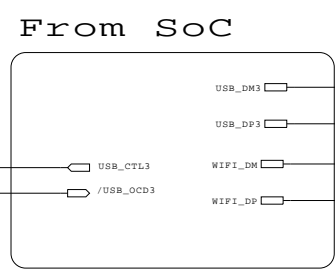 From SoC
USB_DM3
USB_DP3
USB_CTL3
WIFI_DM
/USB_OCD3
WIFI_DP